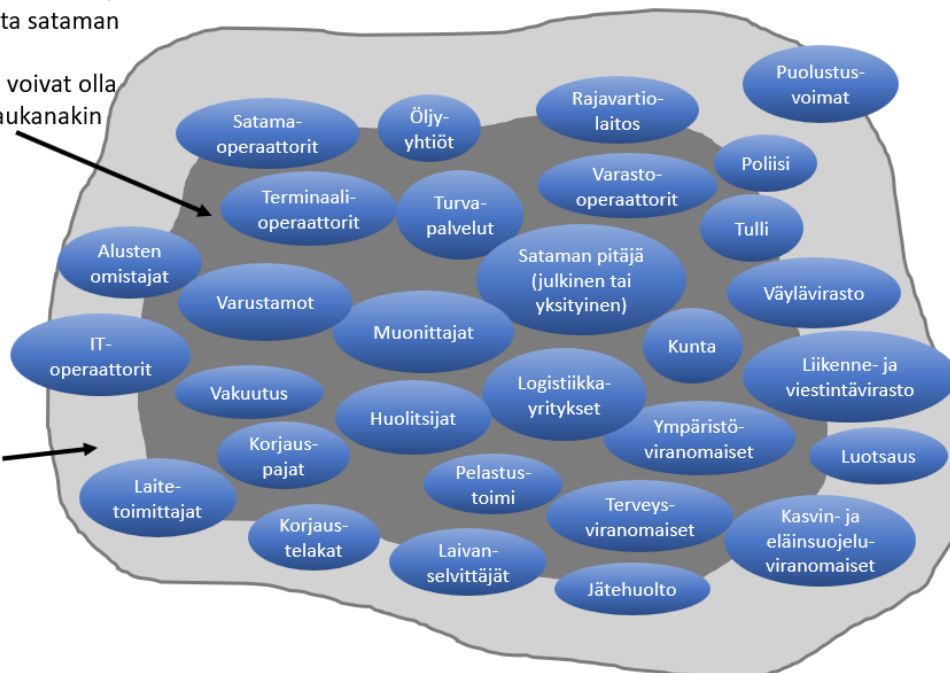 ta sataman
voivat olla
aukanakin
Puolustus-
voimat
Rajavartio-
laitos
Öljy-
yhtiöt
Satama-
operaattorit
Poliisi
Varasto-
operaattorit
Terminaali-
operaattorit
Turva-
palvelut
Tulli
Alusten
omistajat
Sataman pitäjä
(julkinen tai
yksityinen)
Väylävirasto
Varustamot
Muonittajat
Kunta
IT-
operaattorit
Liikenne- ja
viestintävirasto
Vakuutus
Logistiikka-
yritykset
Huolitsijat
Ympäristö-
viranomaiset
Korjaus-
pajat
Luotsaus
Pelastus-
toimi
Laite-
toimittajat
Terveys-
viranomaiset
Kasvin- ja
eläinsuojelu-
viranomaiset
Korjaus-
telakat
Laivan-
selvittäjät
Jätehuolto